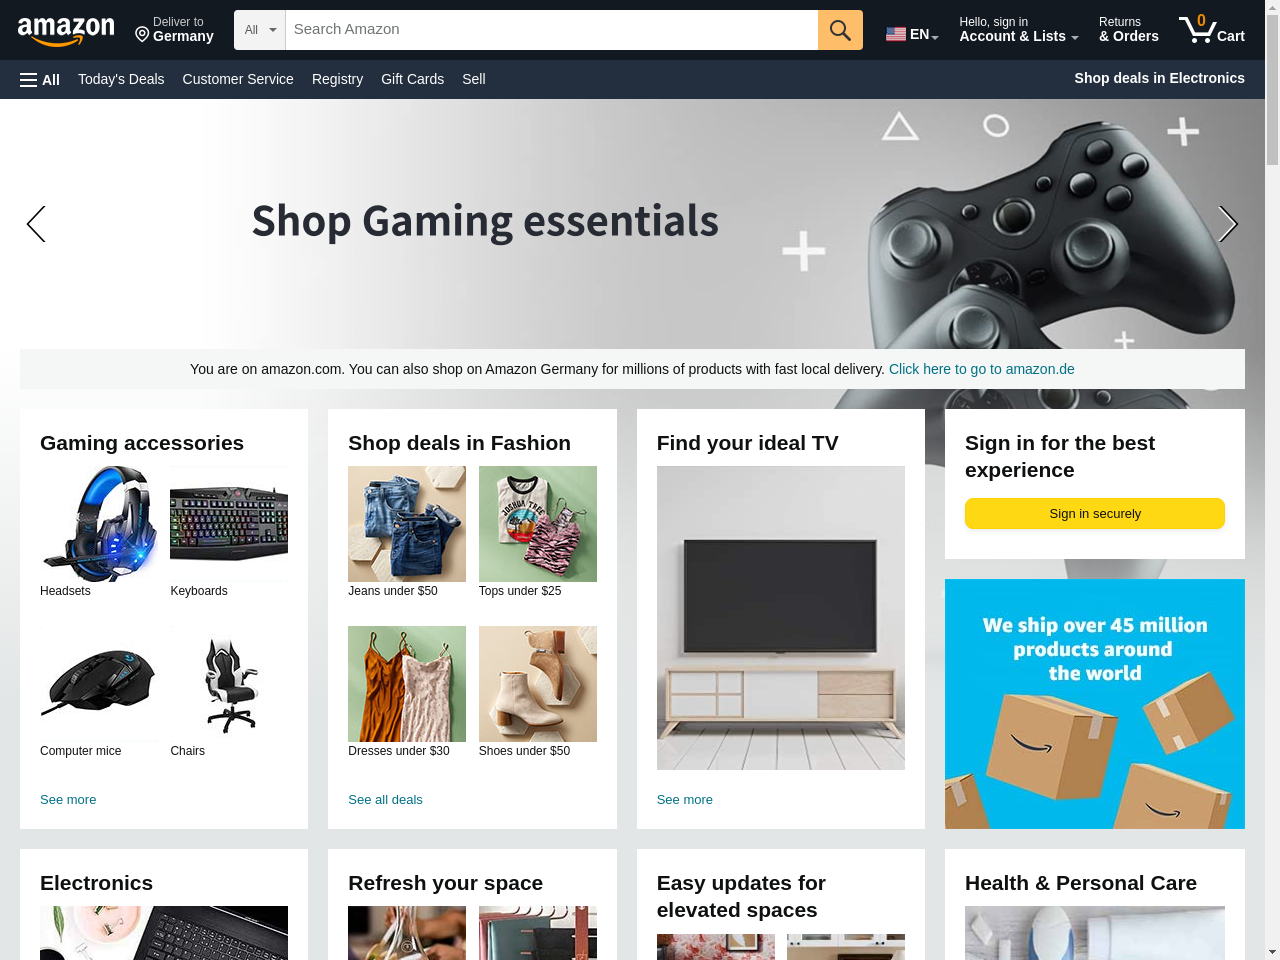 amazon
Deliver to
Germany
All
Search Amazon
EN
Hello, sign in
Account & Lists
Returns
& Orders
0
Cart
All
Today's Deals
Customer Service
Registry
Gift Cards
Sell
Shop deals in Electronics
Shop Gaming essentials
You are on amazon.com. You can also shop on Amazon Germany for millions of products with fast local delivery. Click here to go to amazon.de
Gaming accessories
Headsets
Keyboards
Computer mice
Chairs
See more
Shop deals in Fashion
JOSHUA TREE
Jeans under $50
Tops under $25
Dresses under $30
Shoes under $50
See all deals
Find your ideal TV
See more
Sign in for the best
experience
Sign in securely
We ship over 45 million
products around
the world
Electronics
Refresh your space
Easy updates for
elevated spaces
Health & Personal Care